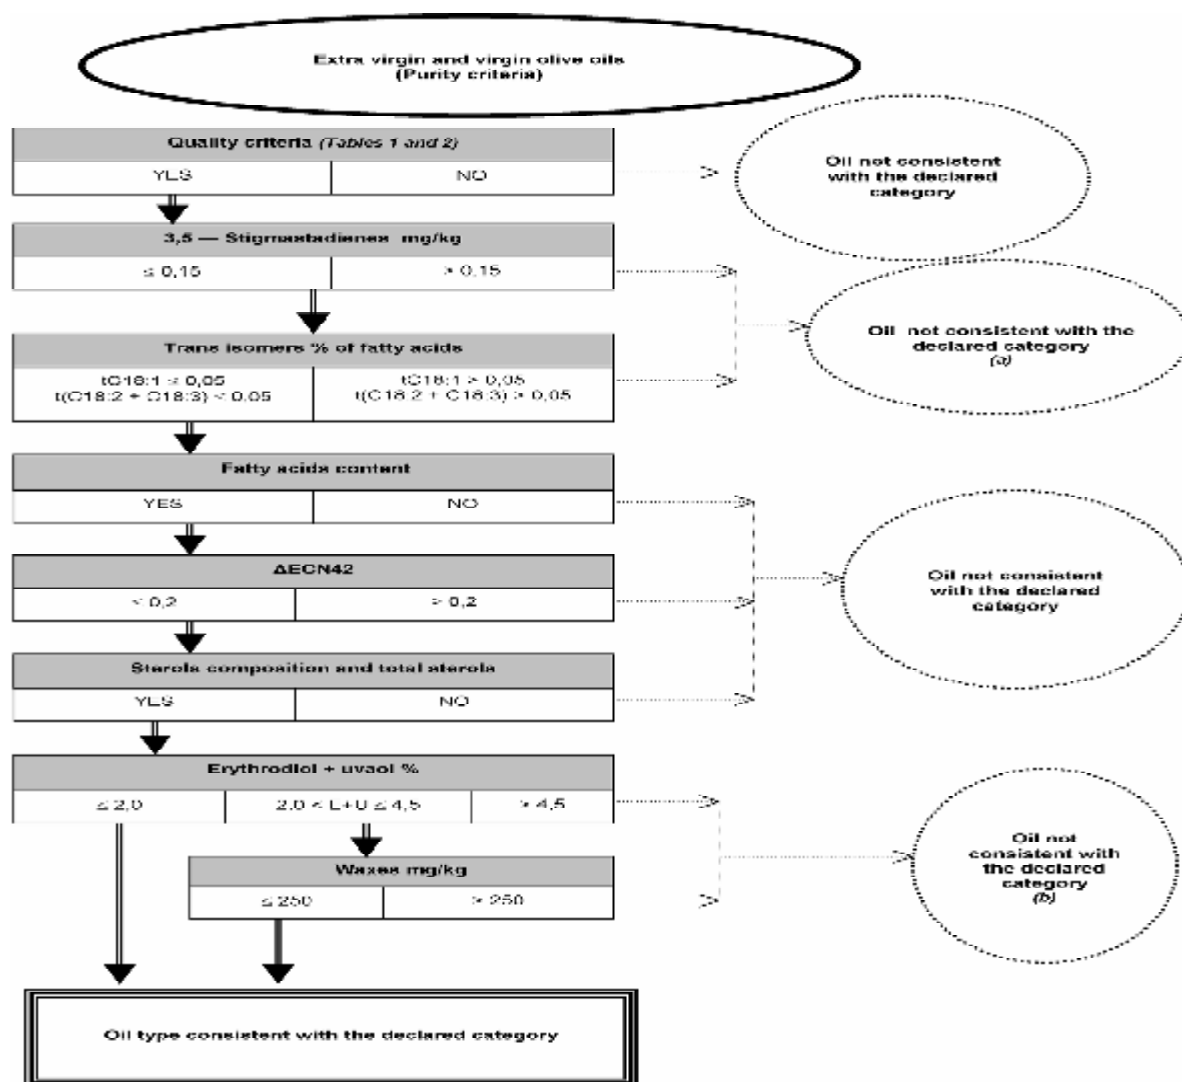 Extra virgin and virgin olive oils
(Purity criteria)
Quality criteria (Tables 1 and 2)
YES
NO
Oil not consistent
with the declared
category
3,5 — Stigmastadienes mg/kg
≤ 0,15
> 0,15
Oil not consistent with the
declared category
(a)
Trans isomers % of fatty acids
tC18:1 ≤ 0,05
t(C18:2 + C18:3) ≤ 0,05
tC18:1 > 0,05
t(C18:2 + C18:3) > 0,05
Fatty acids content
YES
NO
ΔECN42
≤ 0,2
> 0,2
Oil not consistent
with the declared
category
Sterols composition and total sterols
YES
NO
Erythrodiol + uvaol %
≤ 2,0
2,0 < E+U ≤ 4,5
> 4,5
Oil not
consistent with
the declared
category
(b)
Waxes mg/kg
≤ 250
> 250
Oil type consistent with the declared category